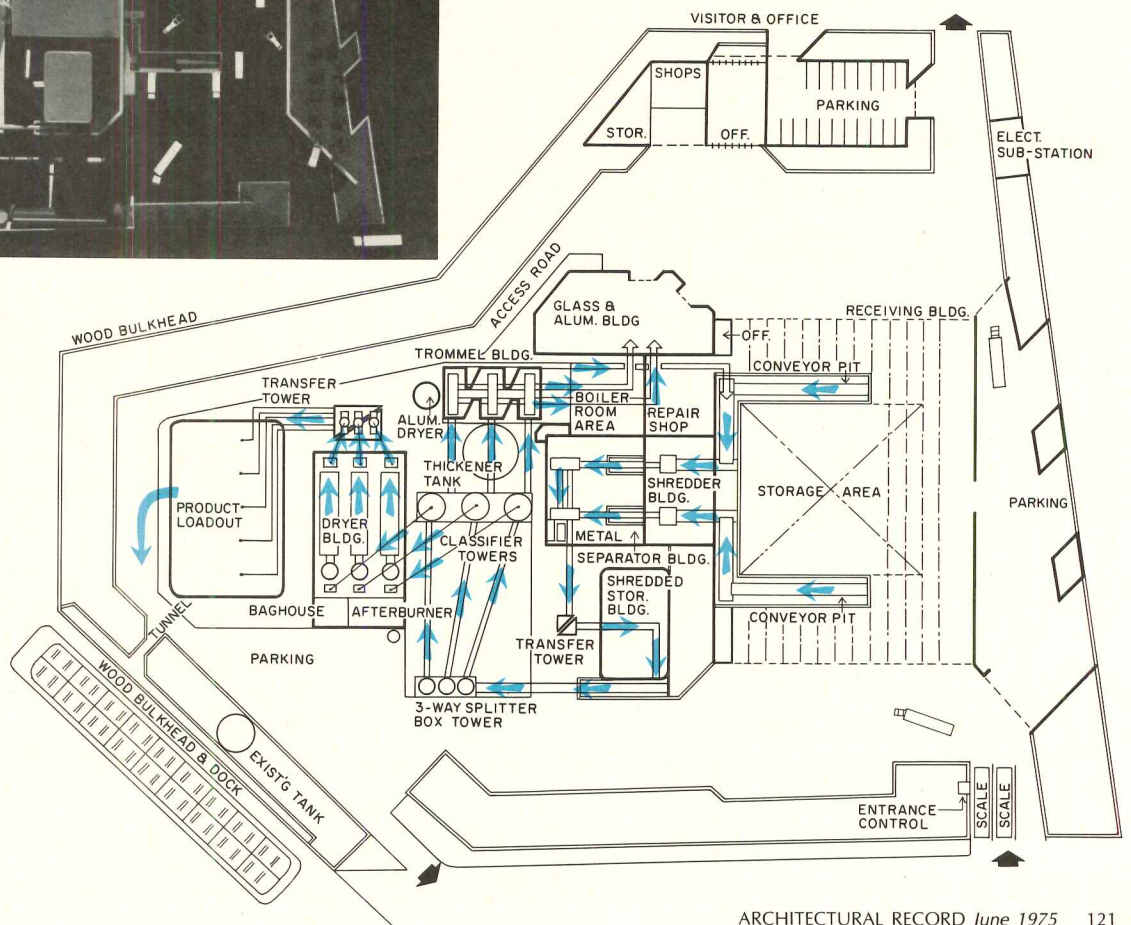 VISITOR & OFFICE
SHOPS
PARKING
STOR.
OFF.
ELECT.
SUB-STATION
ACCESS ROAD
WOOD BULKHEAD
GLASS &
ALUM. BLDG
RECEIVING BLDG.
OFF.
TROMMEL BLDG.
CONVEYOR PIT
TRANSFER
TOWER
BOILER
ROOM
AREA
REPAIR
SHOP
ALUM.
DRYER
THICKENER
TANK
SHREDDER
BLDG.
STORAGE AREA
PARKING
PRODUCT
LOADOUT
DRYER
BLDG.
CLASSIFIER
TOWERS
METAL
SEPARATOR BLDG.
SHREDDED
STOR.
BLDG.
BAGHOUSE
AFTERBURNER
CONVEYOR PIT
TUNNEL
TRANSFER
TOWER
PARKING
3-WAY SPLITTER
BOX TOWER
WOOD BULKHEAD & DOCK
EXIST'G TANK
ENTRANCE
CONTROL
SCALE
SCALE
ARCHITECTURAL RECORD June 1975 121